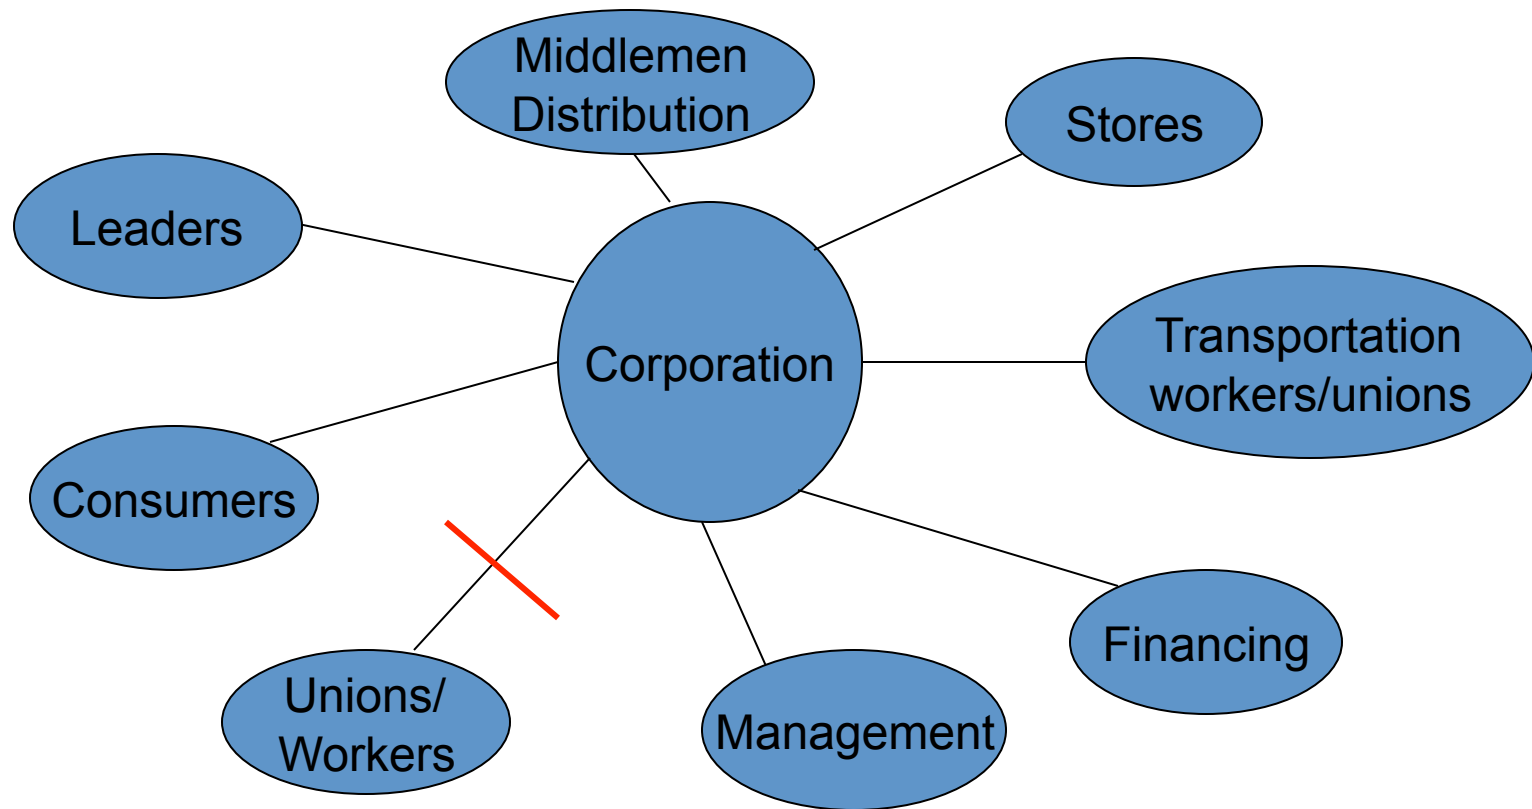 Middlemen
Distribution
Stores
Leaders
Transportation
workers/unions
Corporation
Consumers
Financing
Unions/
Workers
Management